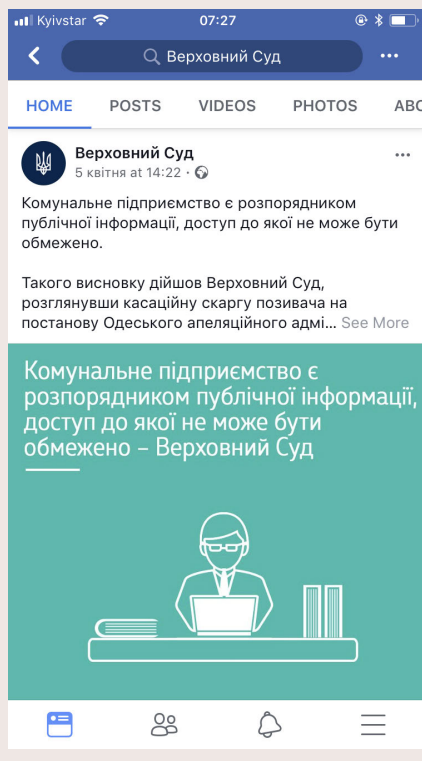 Kyivstar 07:27
Верховний Суд
HOME POSTS VIDEOS PHOTOS
Верховний Суд
5 квітня at 14:22
Комунальне підприємство є розпорядником
публічної інформації, доступ до якої не може бути
обмежено.
Такого висновку дійшов Верховний Суд,
розглянувши касаційну скаргу позивача на
постанову Одеського апеляційного адмі... See More
Комунальне підприємство є
розпорядником публічної інформації,
доступ до якої не може бути
обмежено – Верховний Суд